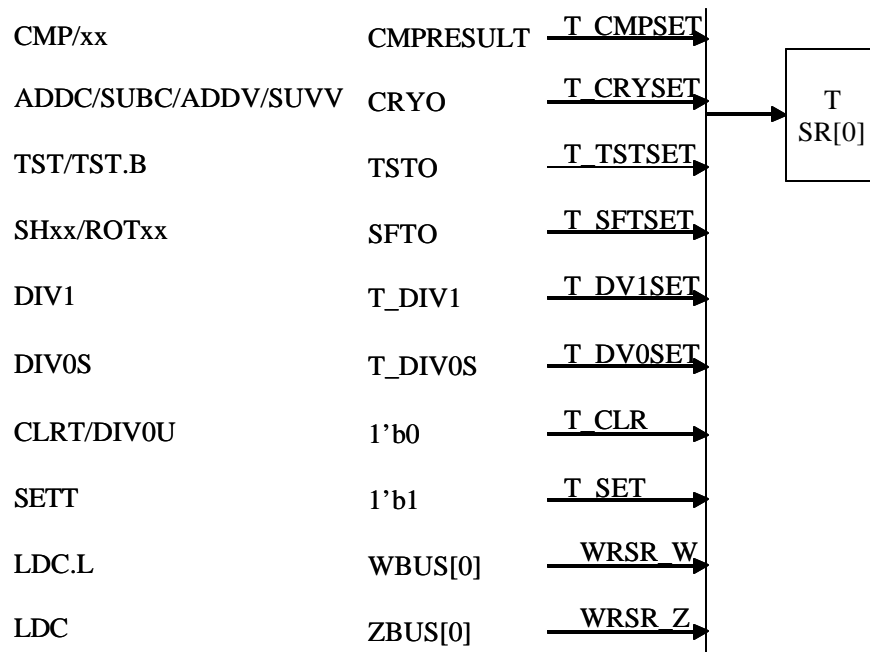 CMP/xx CMPRESULT T_CMPSET
ADDC/SUBC/ADDV/SUVV CRYO T_CRYSET
T
SR[0]
TST/TST.B TSTO T_TSTSET
SHxx/ROTxx SFTO T_SFTSET
DIV1 T_DIV1 T_DV1SET
DIV0S T_DIV0S T_DV0SET
CLRT/DIV0U 1’b0 T_CLR
SETT 1’b1 T_SET
LDC.L WBUS[0] WRSR_W
LDC ZBUS[0] WRSR_Z